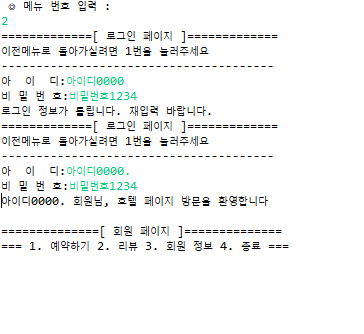 ◎ 메뉴 번호 입력 :
2
=============[ 로그인 페이지 ]=============
이전메뉴로 돌아가실려면 1번을 눌러주세요
---------------------------------------
아   이   디:아이디0000
비 밀 번 호:비밀번호1234
로그인 정보가 틀립니다. 재입력 바랍니다.
=============[ 로그인 페이지 ]=============
이전메뉴로 돌아가실려면 1번을 눌러주세요
---------------------------------------
아   이   디:아이디0000.
비 밀 번 호:비밀번호1234
아이디0000. 회원님, 호텔 페이지 방문을 환영합니다
==============[ 회원 페이지 ]==============
=== 1. 예약하기 2. 리뷰 3. 회원 정보 4. 종료 ===